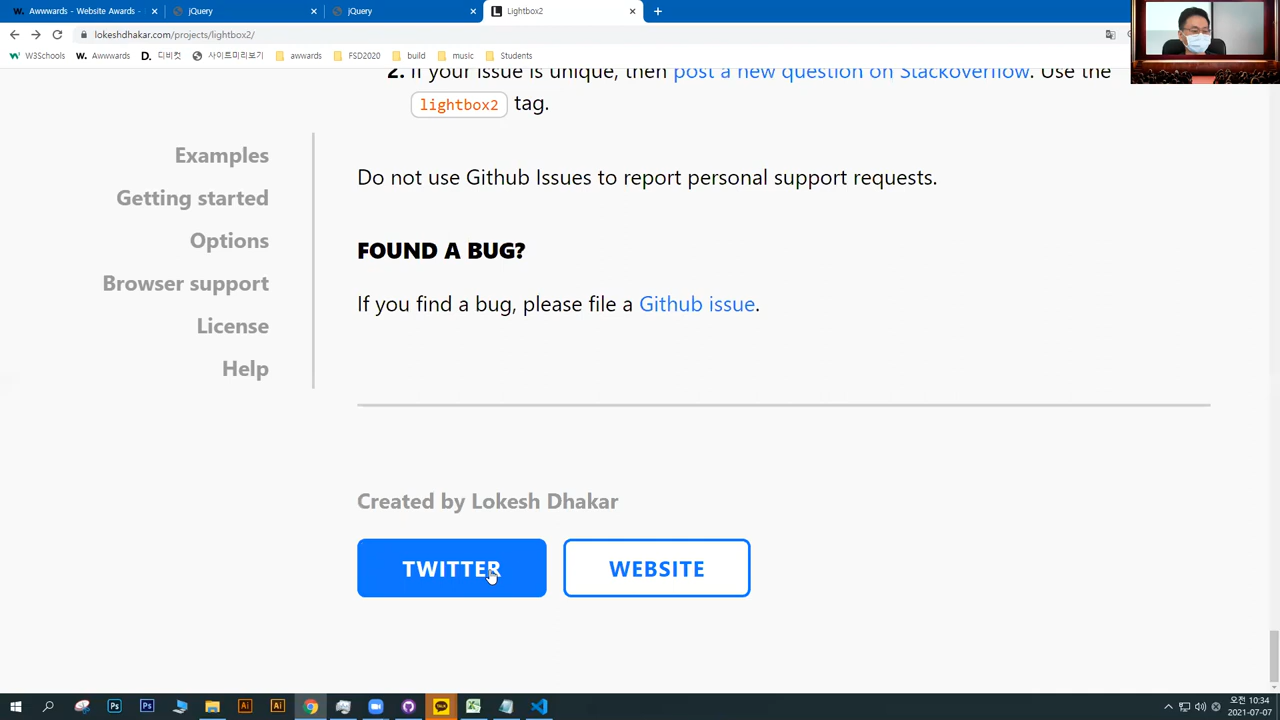 Awwwards - Website Awards -
jQuery
jQuery
Lightbox2
lokeshdhakar.com/projects/lightbox2/
W3Schools
Awwwards
디비컷
사이트미리보기
awwards
FSD2020
build
music
Students
2. If your issue is unique, then post a new question on Stackoverflow. Use the
lightbox2 tag.
Examples
Getting started
Options
Browser support
License
Help
Do not use Github Issues to report personal support requests.
FOUND A BUG?
If you find a bug, please file a Github issue.
Created by Lokesh Dhakar
TWITTER
WEBSITE
오전 10:34
2021-07-07